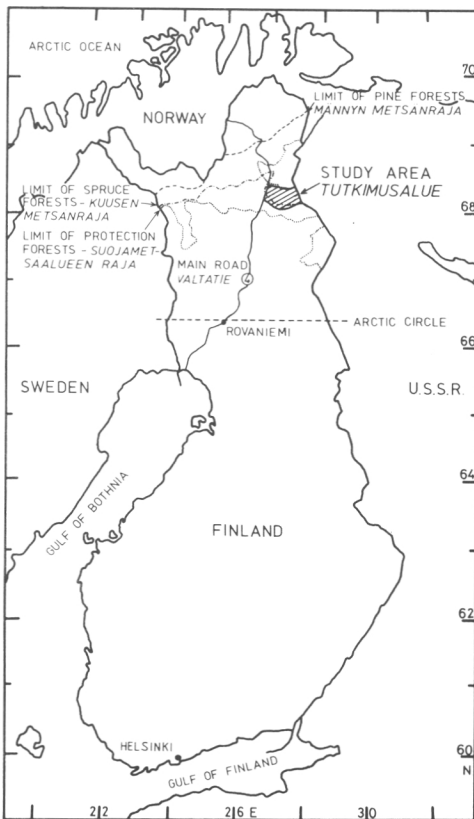 ARCTIC OCEAN
70
LIMIT OF PINE FORESTS
MÄNNYN METSANRAJA
NORWAY
STUDY AREA
TUTKIMUSALUE
LIMIT OF SPRUCE
FORESTS - KUUSEN
METSANRAJA
68
LIMIT OF PROTECTION
FORESTS - SUOJAMET-
SAALUEEN RAJA
MAIN ROAD
VALTATIE
4
ARCTIC CIRCLE
ROVANIEMI
66
SWEDEN
U.S.S.R.
64
GULF OF BOTHNIA
FINLAND
62
HELSINKI
60
N
GULF OF FINLAND
22
26 E
30